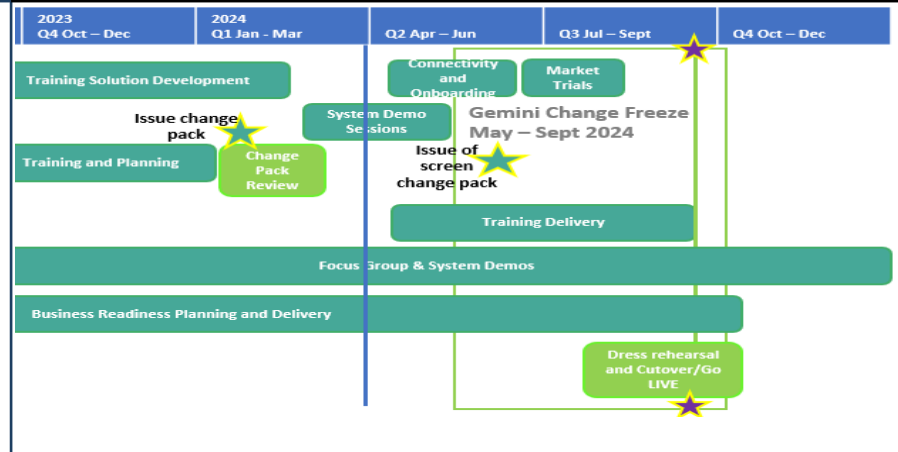 2023
Q4 Oct – Dec
2024
Q1 Jan - Mar
Q2 Apr – Jun
Q3 Jul – Sept
Q4 Oct – Dec
Training Solution Development
Connectivity
and
Onboarding
Market
Trials
Issue change
pack
System Demo
Sessions
Gemini Change Freeze
May – Sept 2024
Training and Planning
Change
Pack
Review
Issue of
screen
change pack
Training Delivery
Focus Group & System Demos
Business Readiness Planning and Delivery
Dress rehearsal
and Cutover/Go
LIVE